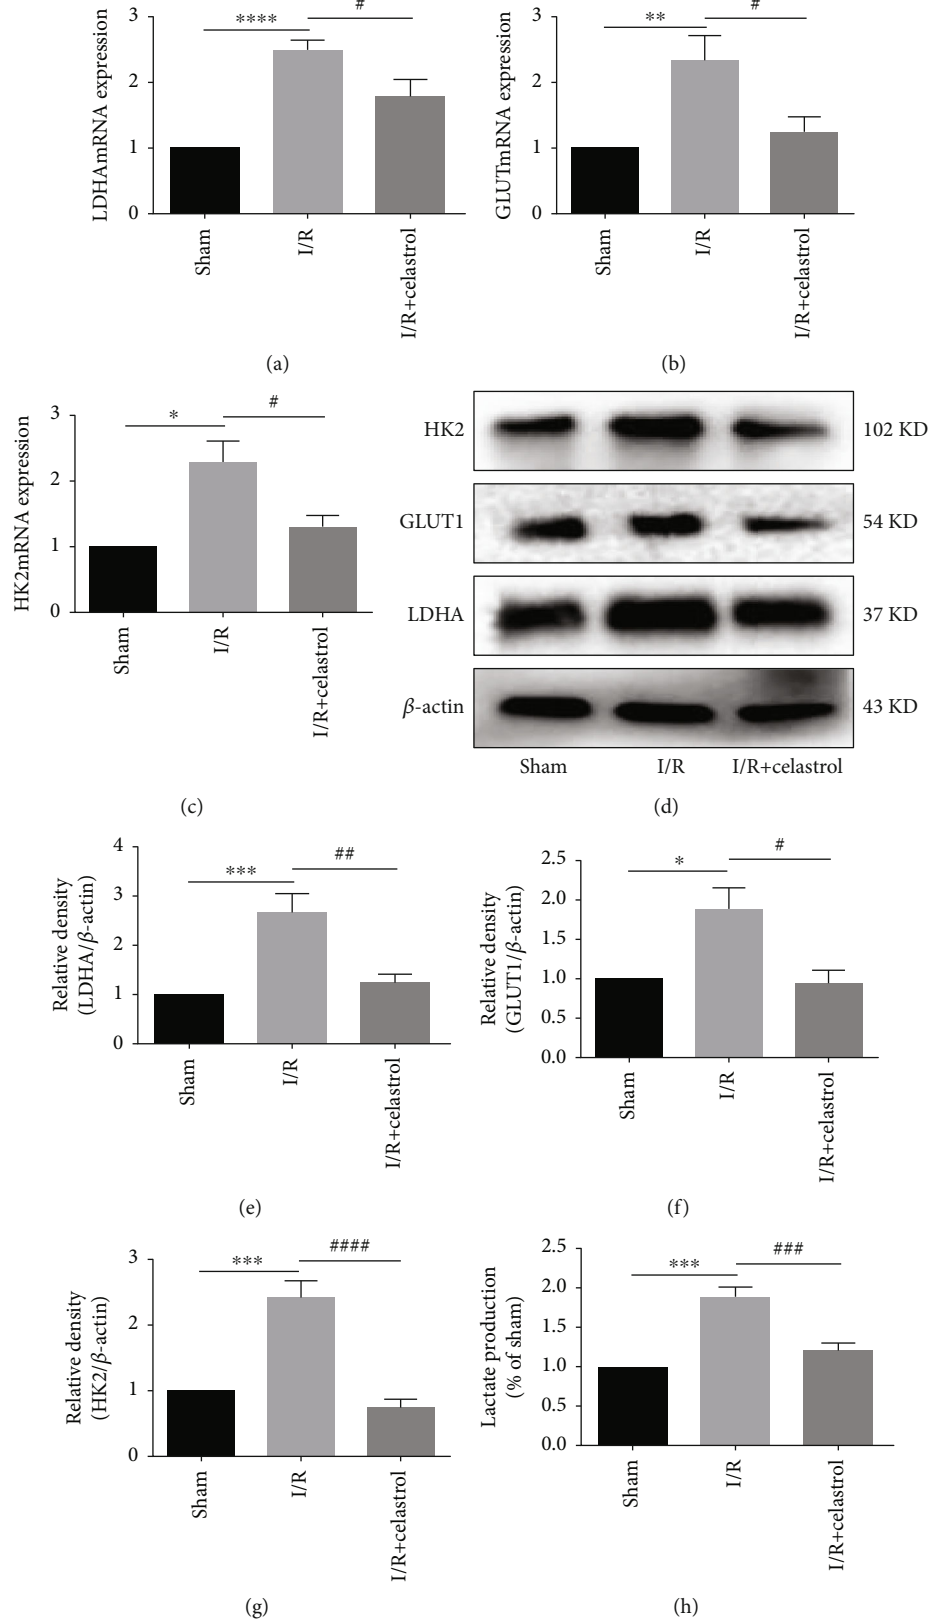 LDHAmRNA expression
3
2
1
0
****
#
Sham
I/R
I/R+celastrol
(a)
GLUTmRNA expression
3
2
1
0
**
#
Sham
I/R
I/R+celastrol
(b)
HK2mRNA expression
3
2
1
0
*
#
Sham
I/R
I/R+celastrol
(c)
HK2
102 KD
GLUT1
54 KD
LDHA
37 KD
β-actin
43 KD
Sham
I/R
I/R+celastrol
(d)
Relative density
(LDHA/β-actin)
4
3
2
1
0
***
##
Sham
I/R
I/R+celastrol
(e)
Relative density
(GLUT1/β-actin)
2.5
2.0
1.5
1.0
0.5
0.0
*
#
Sham
I/R
I/R+celastrol
(f)
Relative density
(HK2/β-actin)
3
2
1
0
***
####
Sham
I/R
I/R+celastrol
(g)
Lactate production
(% of sham)
2.5
2.0
1.5
1.0
0.5
0.0
***
###
Sham
I/R
I/R+celastrol
(h)